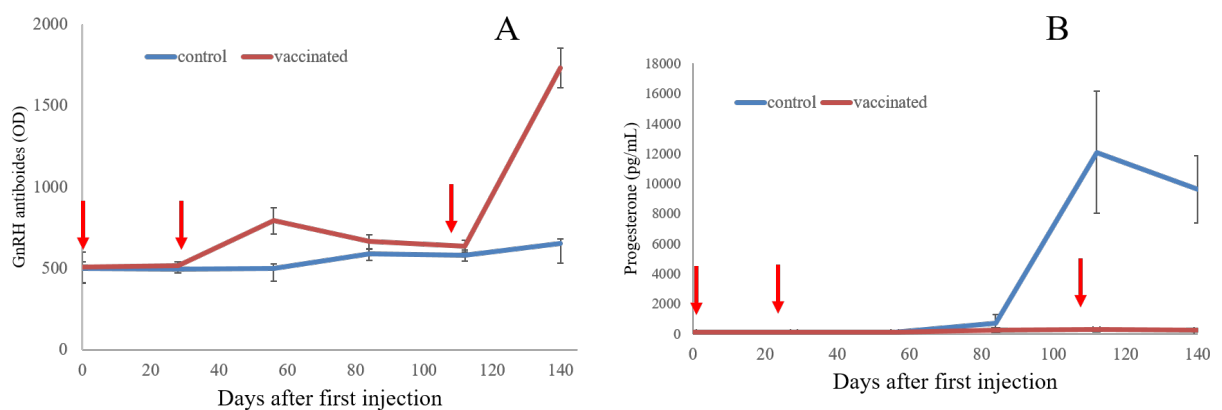 A
control vaccinated
GnRH antiboides (OD)
2000
1500
1000
500
0
0 20 40 60 80 100 120 140
Days after first injection
B
control vaccinated
Progesterone (pg/mL)
18000
16000
14000
12000
10000
8000
6000
4000
2000
0
0 20 40 60 80 100 120 140
Days after first injection